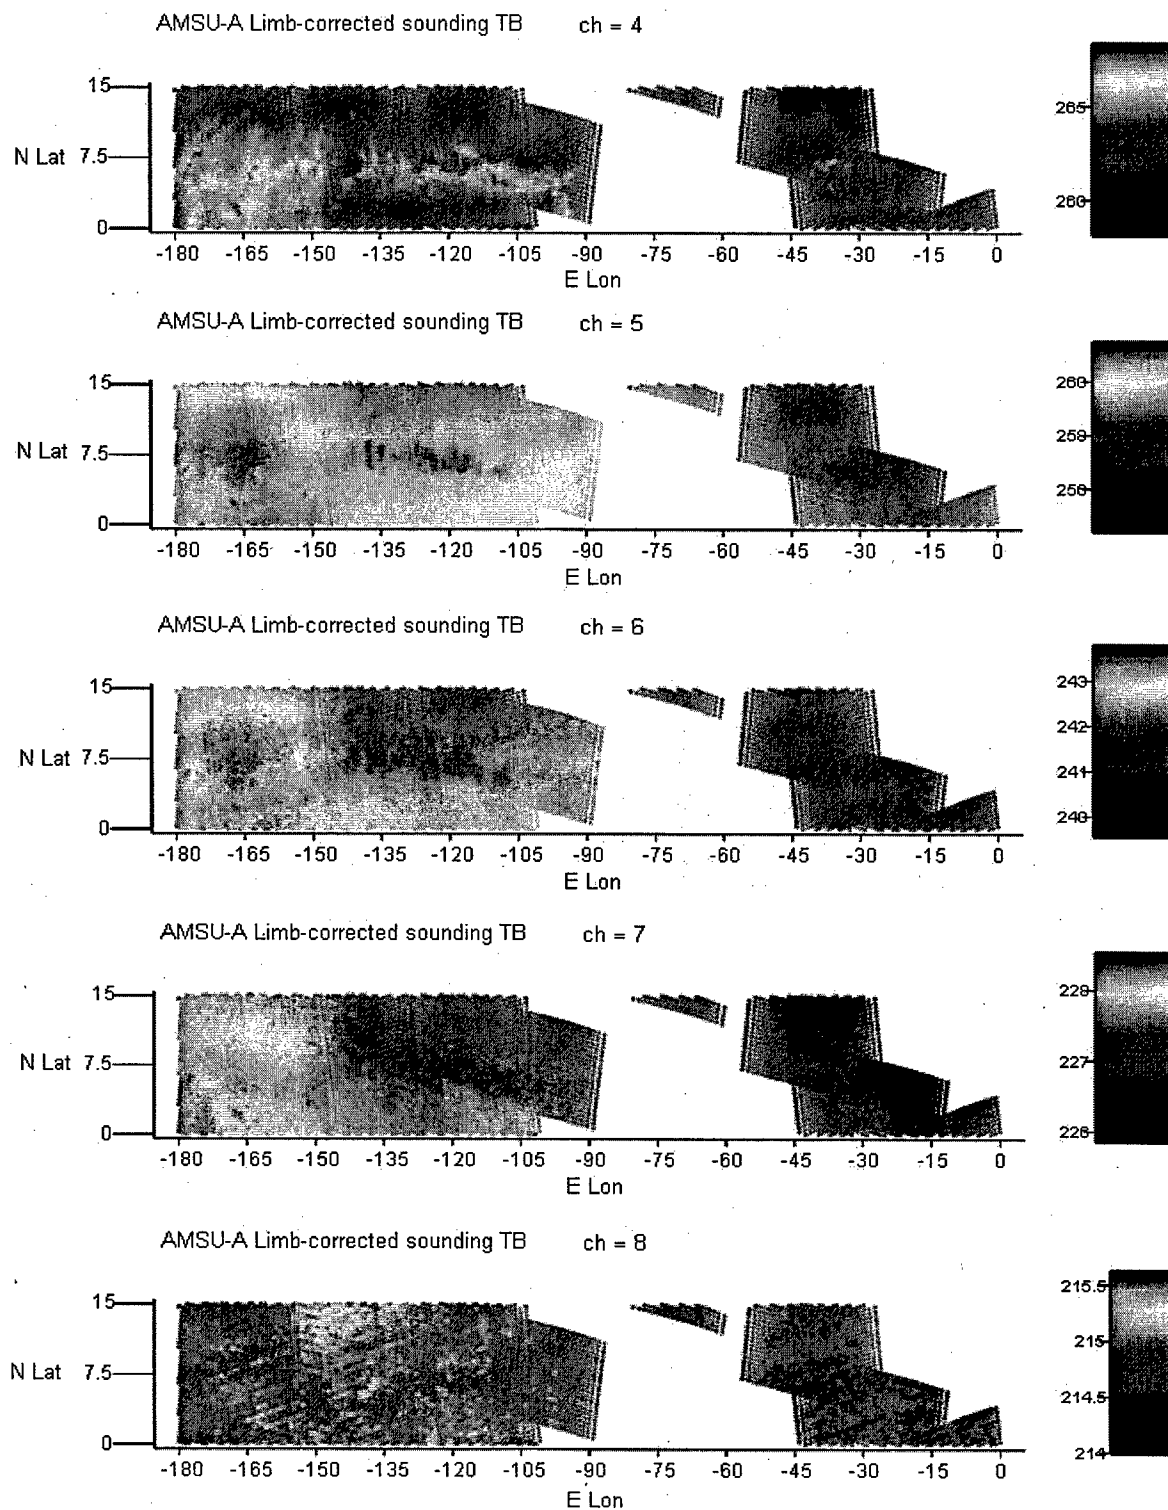 AMSU-A Limb-corrected sounding TB ch = 4
15
N Lat 7.5
0
-180 -165 -150 -135 -120 -105 -90 -75 -60 -45 -30 -15 0
E Lon
265
260
AMSU-A Limb-corrected sounding TB ch = 5
15
N Lat 7.5
0
-180 -165 -150 -135 -120 -105 -90 -75 -60 -45 -30 -15 0
E Lon
260
259
258
AMSU-A Limb-corrected sounding TB ch = 6
15
N Lat 7.5
0
-180 -165 -150 -135 -120 -105 -90 -75 -60 -45 -30 -15 0
E Lon
243
242
241
240
AMSU-A Limb-corrected sounding TB ch = 7
15
N Lat 7.5
0
-180 -165 -150 -135 -120 -105 -90 -75 -60 -45 -30 -15 0
E Lon
228
227
226
AMSU-A Limb-corrected sounding TB ch = 8
15
N Lat 7.5
0
-180 -165 -150 -135 -120 -105 -90 -75 -60 -45 -30 -15 0
E Lon
215.5
215
214.5
214